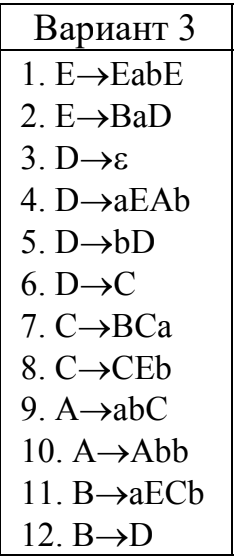 Вариант 3
1. E→EabE
2. E→BaD
3. D→ε
4. D→aEAb
5. D→bD
6. D→C
7. C→BCa
8. C→CEb
9. A→abC
10. A→Abb
11. B→aECb
12. B→D